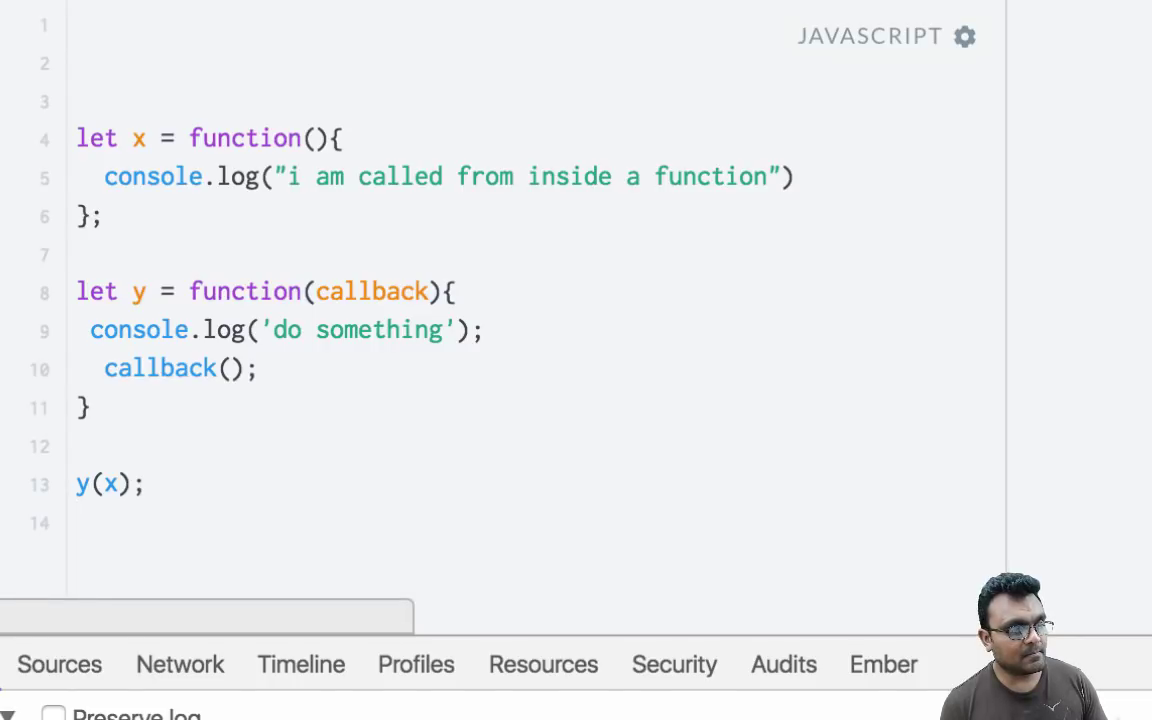 1
JAVASCRIPT
2
3
4 let x = function(){
5 console.log("i am called from inside a function")
6 };
7
8 let y = function(callback){
9 console.log('do something');
10 callback();
11 }
12
13 y(x);
14
Sources Network Timeline Profiles Resources Security Audits Ember
Preserve log